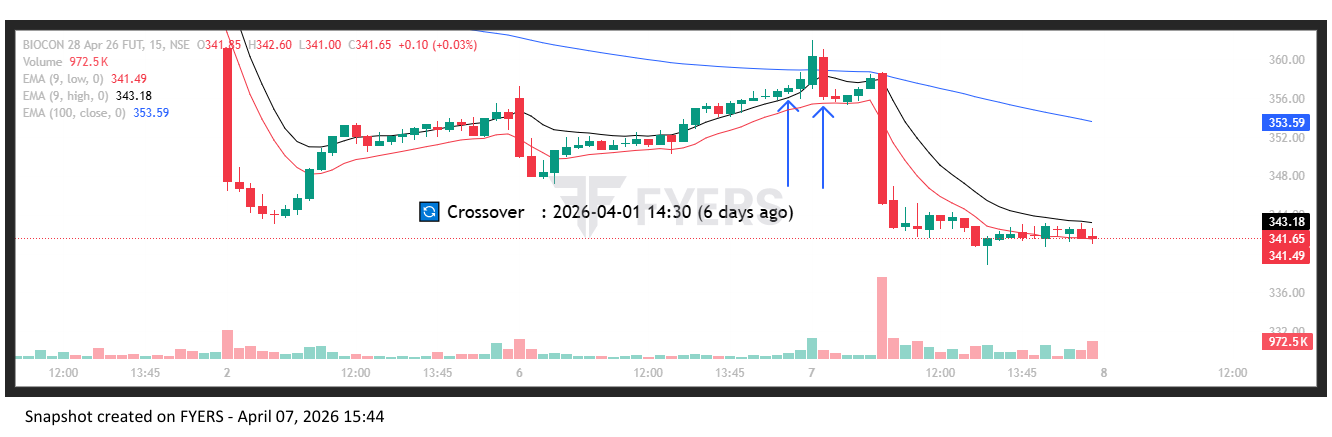 BIOCON 28 Apr 26 FUT, 15, NSE O341.85 H342.60 L341.00 C341.65 +0.10 (+0.03%)
Volume 972.5K
EMA (9, low, 0) 341.49
EMA (9, high, 0) 343.18
EMA (100, close, 0) 353.59
360.00
356.00
353.59
352.00
348.00
FYERS
Crossover : 2026-04-01 14:30 (6 days ago)
343.18
341.65
341.49
336.00
332.00
972.5K
12:00 13:45 2 12:00 13:45 6 12:00 13:45 7 12:00 13:45 8 12:00
Snapshot created on FYERS - April 07, 2026 15:44